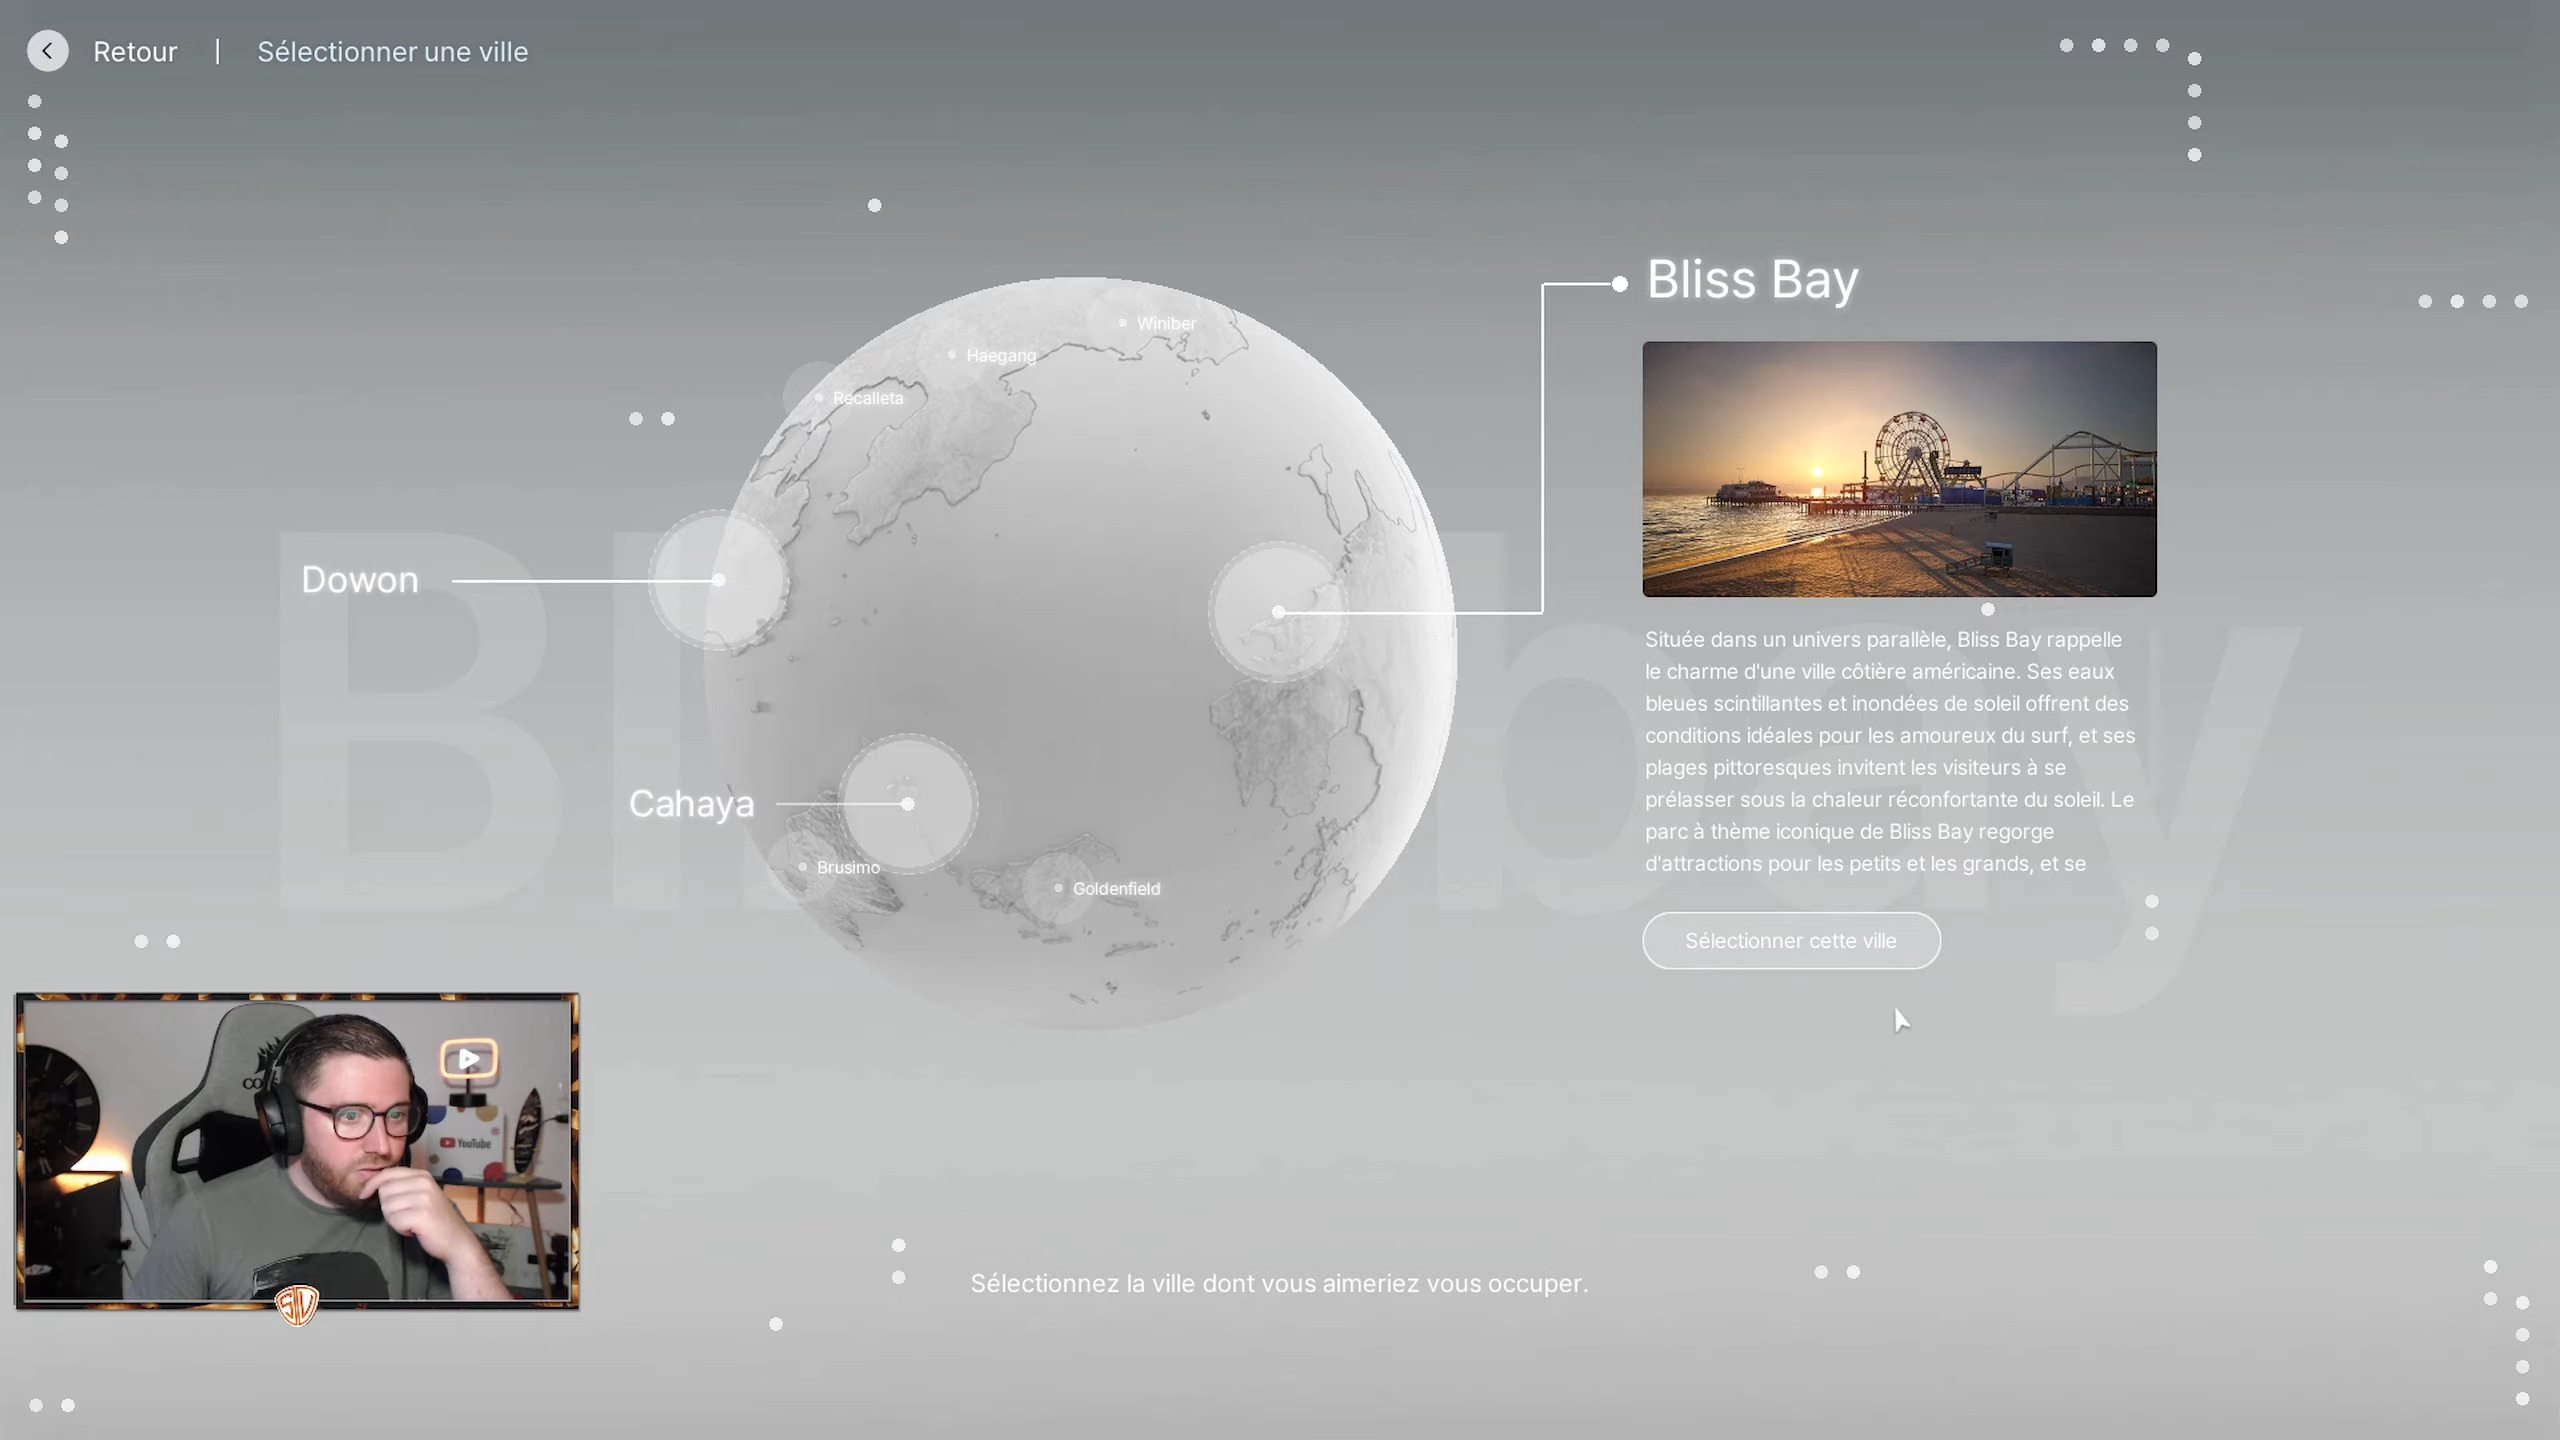 Retour | Sélectionner une ville
Bliss Bay
Winiber
Haegang
Recalleta
Dowon
Cahaya
Brusimo
Goldenfield
Située dans un univers parallèle, Bliss Bay rappelle
le charme d'une ville côtière américaine. Ses eaux
bleues scintillantes et inondées de soleil offrent des
conditions idéales pour les amoureux du surf, et ses
plages pittoresques invitent les visiteurs à se
prélasser sous la chaleur réconfortante du soleil. Le
parc à thème iconique de Bliss Bay regorge
d'attractions pour les petits et les grands, et se
Sélectionner cette ville
YouTube
Sélectionnez la ville dont vous aimeriez vous occuper.